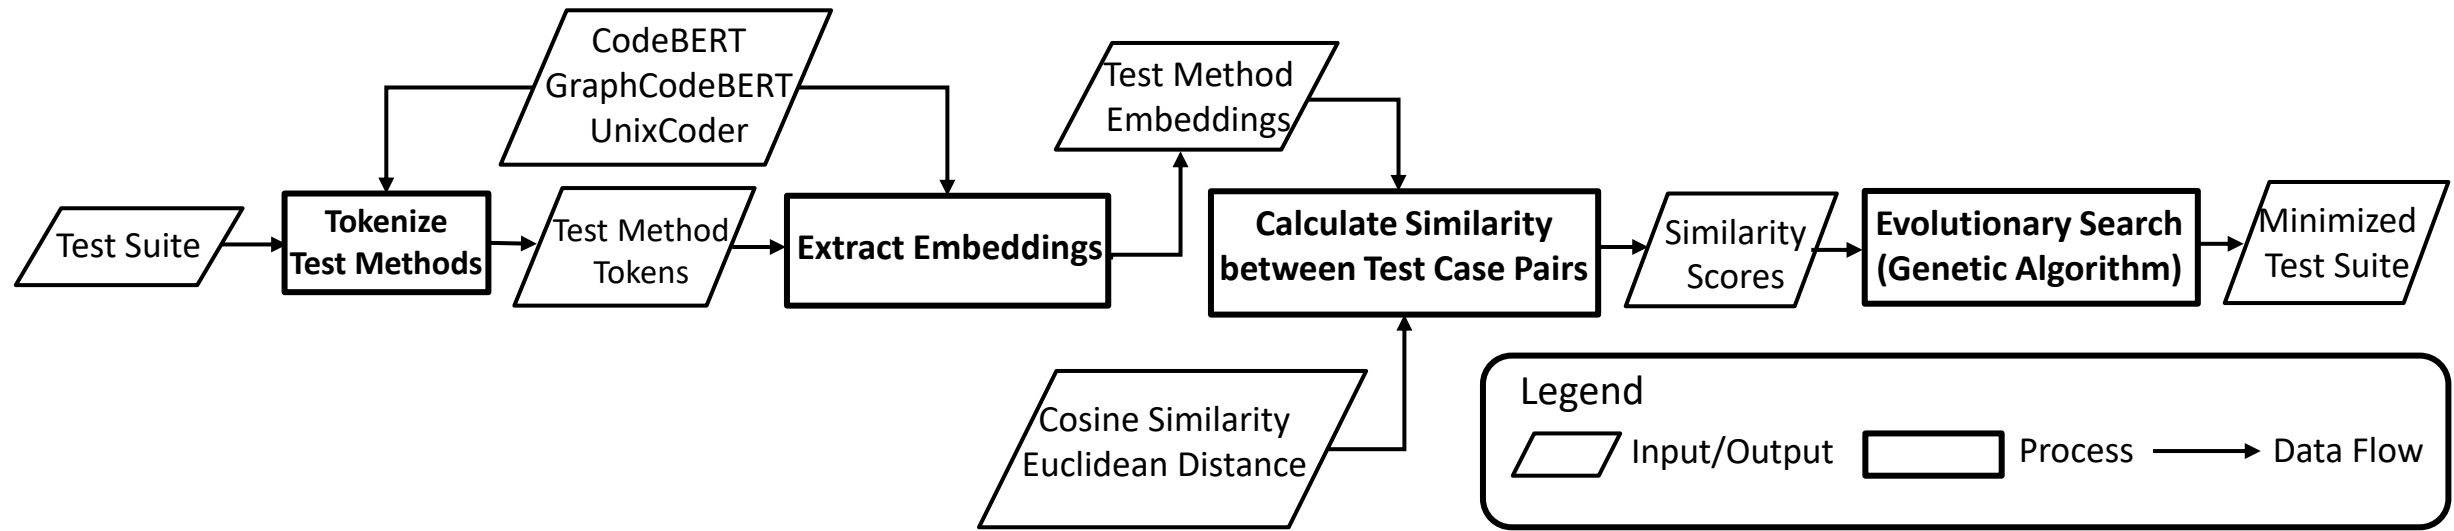 CodeBERT
GraphCodeBERT
UnixCoder
Test Suite
Tokenize
Test Methods
Test Method
Tokens
Extract Embeddings
Test Method
Embeddings
Calculate Similarity
between Test Case Pairs
Cosine Similarity
Euclidean Distance
Similarity
Scores
Evolutionary Search
(Genetic Algorithm)
Minimized
Test Suite
Legend
Input/Output
Process
Data Flow